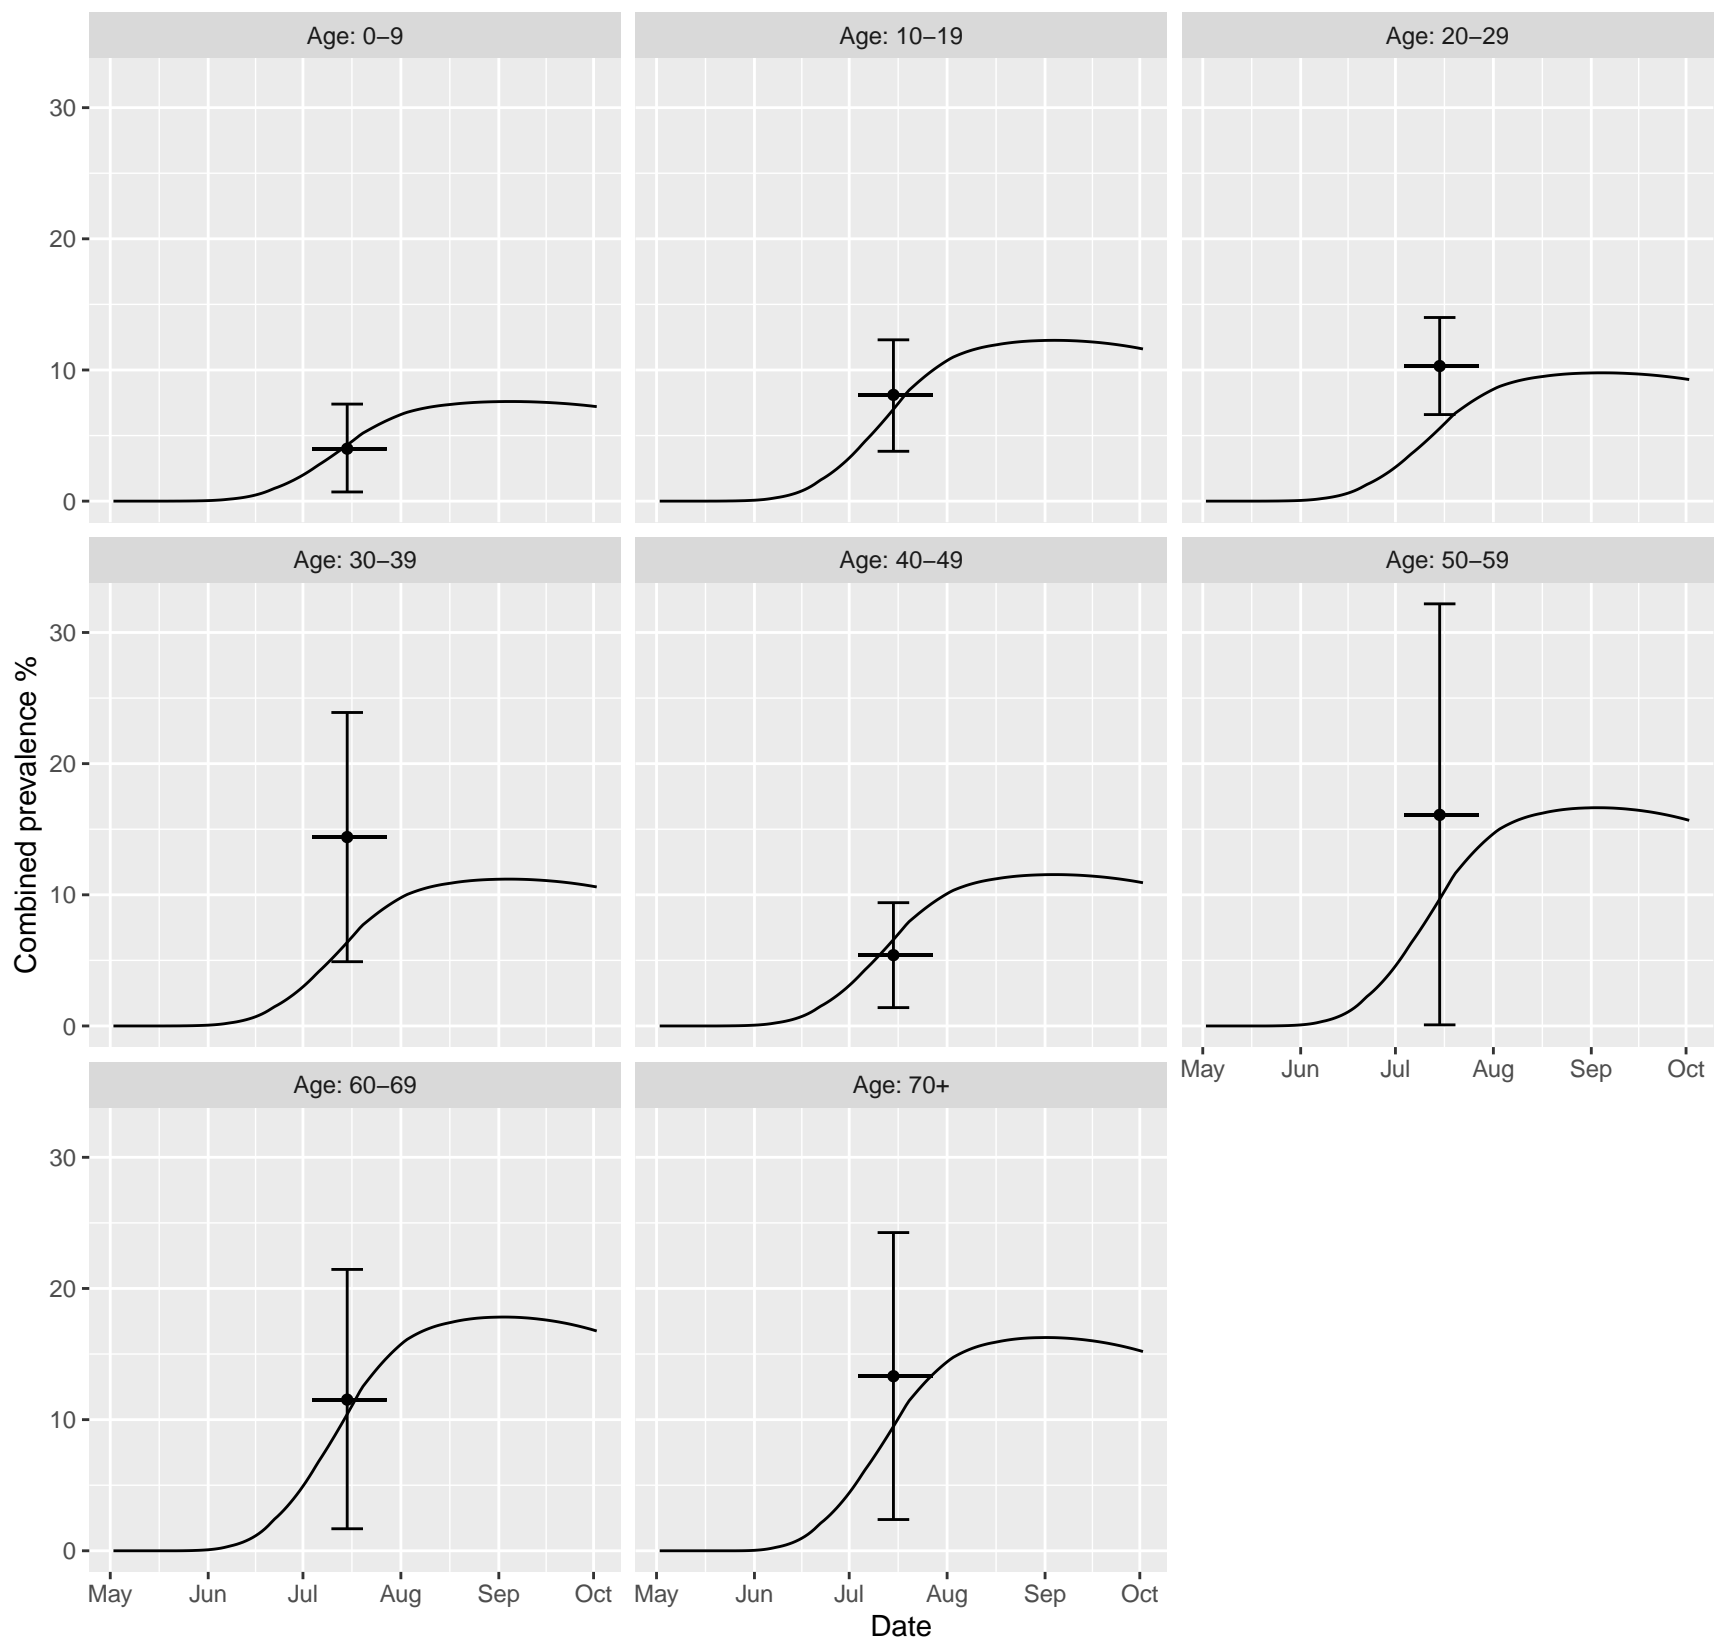 Age: 0–9
Age: 10–19
Age: 20–29
30
20
10
0
Age: 30–39
Age: 40–49
Age: 50–59
30
20
10
0
May Jun Jul Aug Sep Oct
Age: 60–69
Age: 70+
30
20
10
0
May Jun Jul Aug Sep Oct
May Jun Jul Aug Sep Oct
Date
Combined prevalence %